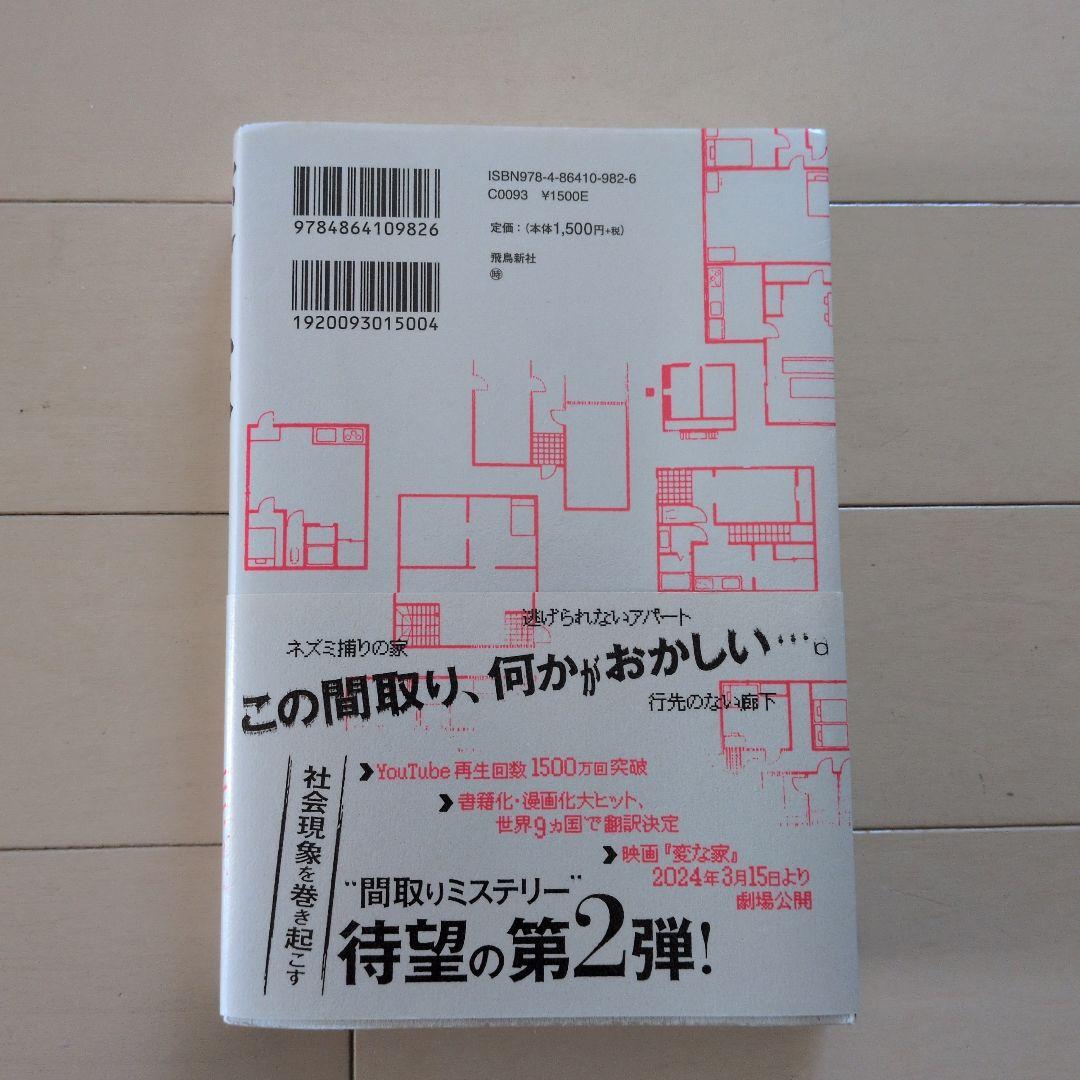 ISBN978-4-86410-982-6
C0093 ¥1500E
9784864109826
定価：（本体1,500円+税）
飛鳥新社
時
1920093015004
逃げられないアパート
ネズミ捕りの家
この間取り、何かがおかしい…。
行先のない廊下
社会現象を巻き起こす
YouTube再生回数1500万回突破
書籍化・漫画化大ヒット、
世界9ヵ国で翻訳決定
映画『変な家』
2024年3月15日より
劇場公開
“間取りミステリー”
待望の第2弾！